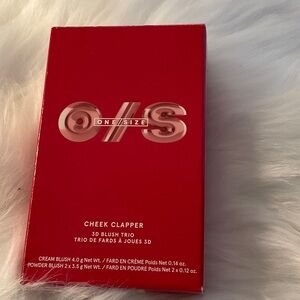 O/S
ONE/SIZE
CHEEK CLAPPER
3D BLUSH TRIO
TRIO DE FARDS À JOUES 3D
CREAM BLUSH 4.0 g Net Wt. / FARD EN CRÈME Poids Net 0.14 oz.
POWDER BLUSH 2 x 3.5 g Net Wt. / FARD EN POUDRE Poids Net 2 x 0.12 oz.